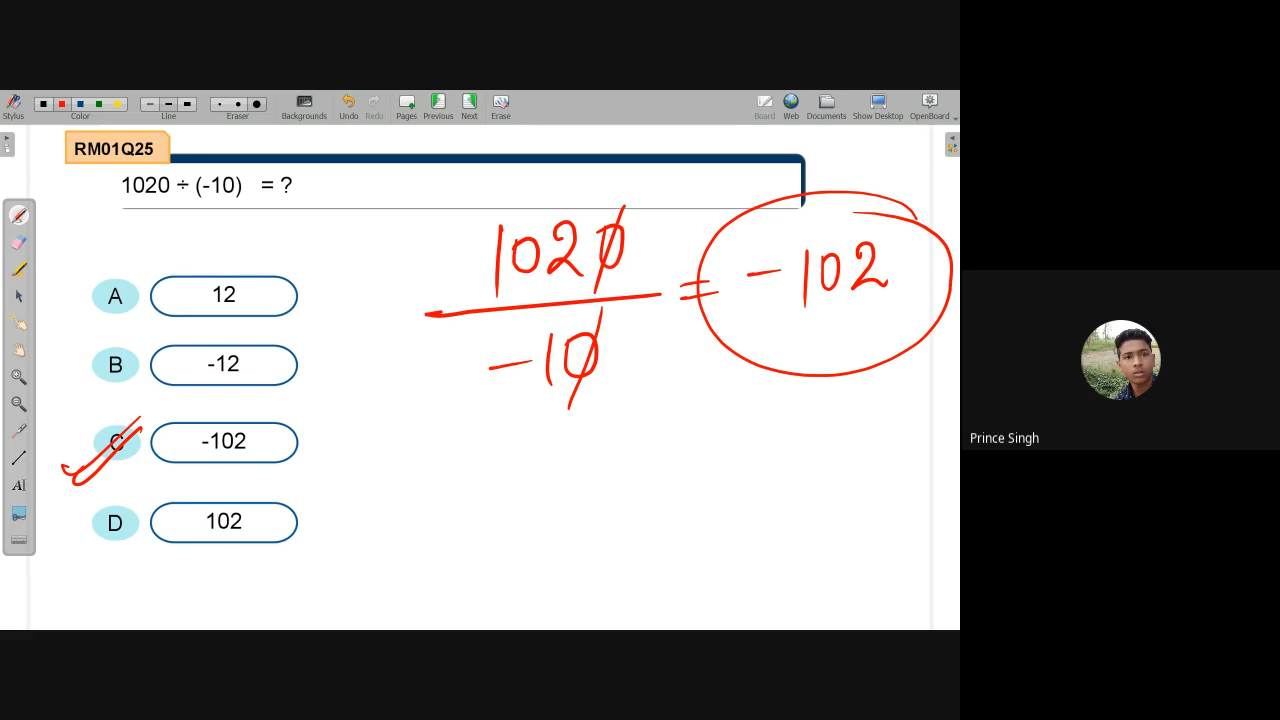 Stylus
Color
Line
Eraser
Backgrounds
Undo
Redo
Pages
Previous
Next
Erase
Board
Web
Documents
Show Desktop
OpenBoard
RM01Q25
1020 ÷ (-10) = ?
A 12
B -12
C -102
D 102
1020
-10
= -102
AI
Prince Singh